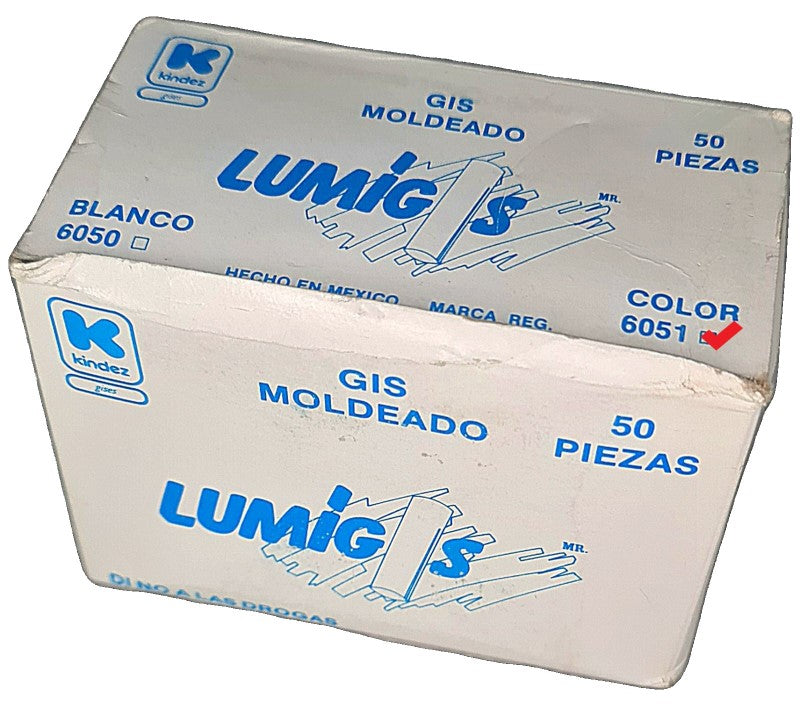 kindez
gises
GIS
MOLDEADO
50
PIEZAS
LUMiGiS
MR.
BLANCO
6050
HECHO EN MEXICO MARCA REG.
COLOR
6051
kindez
gises
GIS
MOLDEADO
50
PIEZAS
LUMiGiS
MR.
DI NO A LAS DROGAS